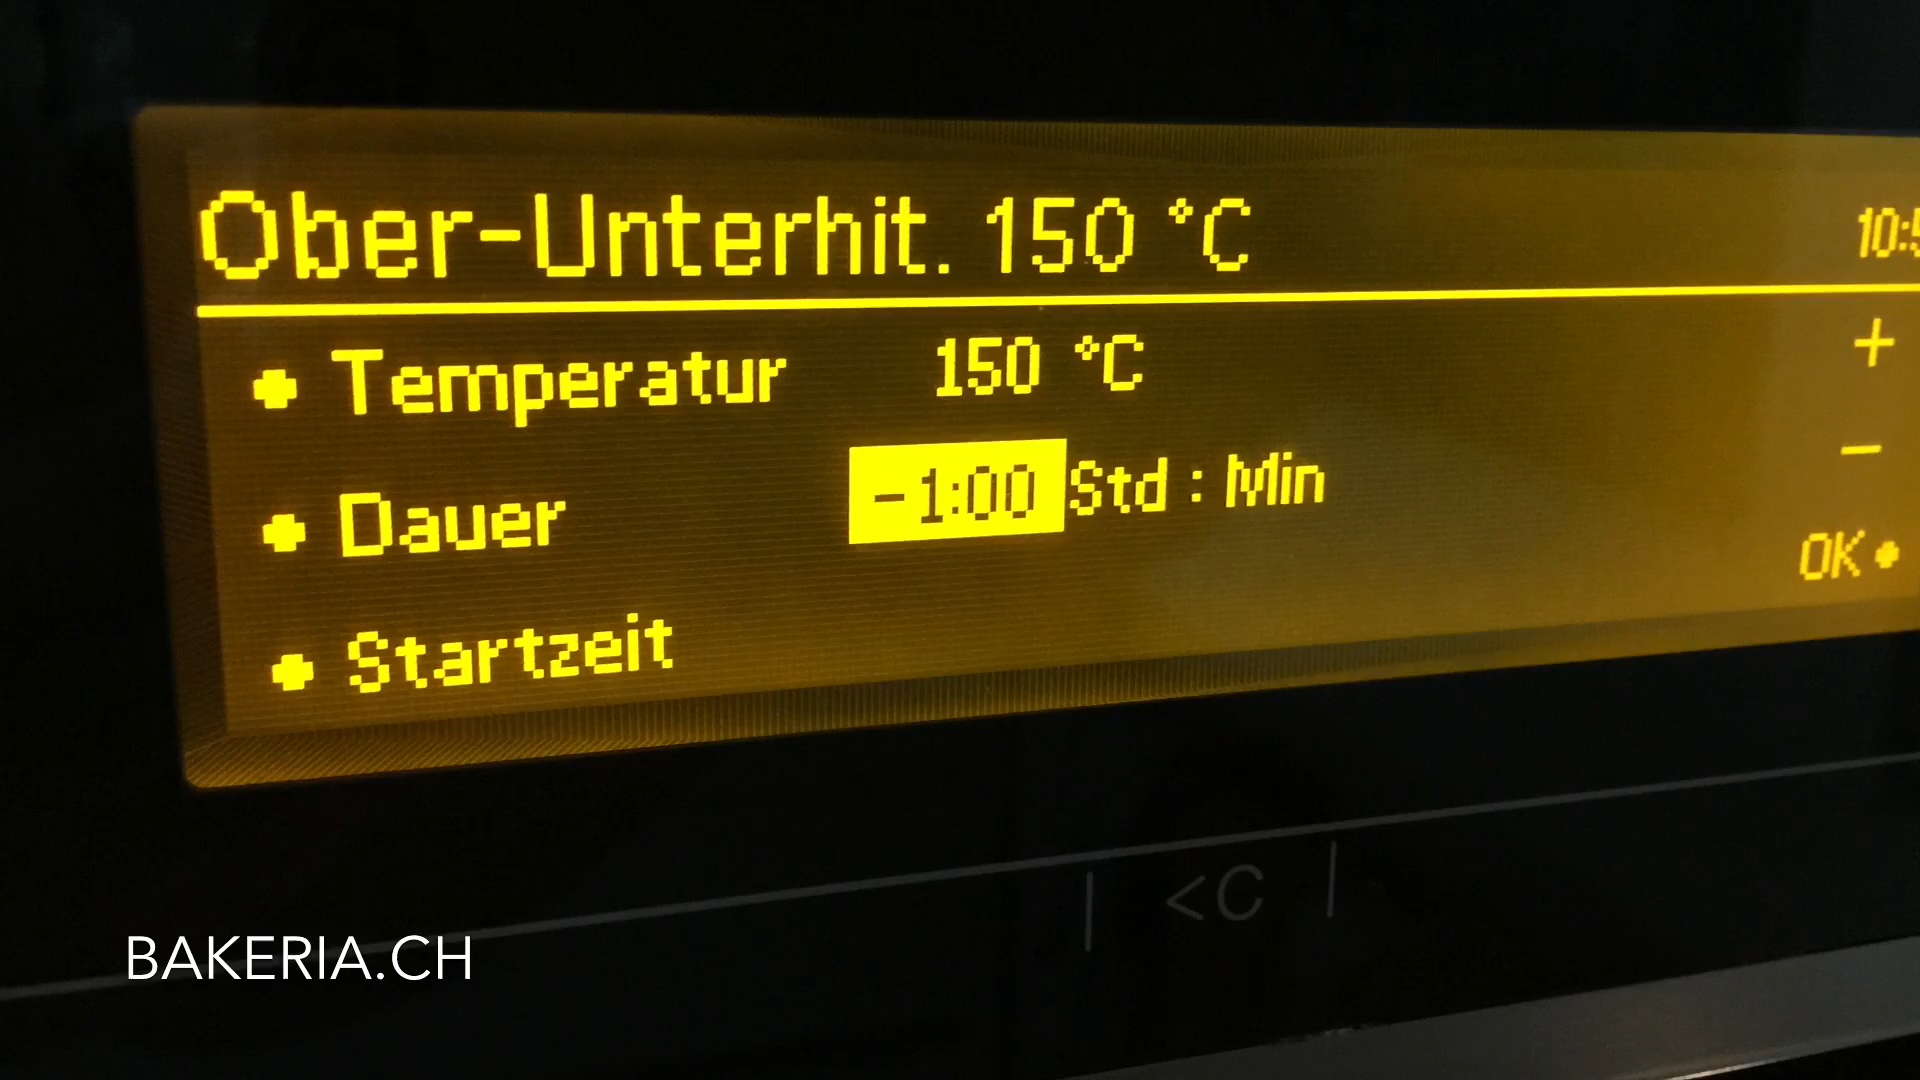 Ober-Unterhit. 150 °C
+
Temperatur 150 °C
−
Dauer -1:00 Std : Min
OK
Startzeit
<C
BAKERIA.CH